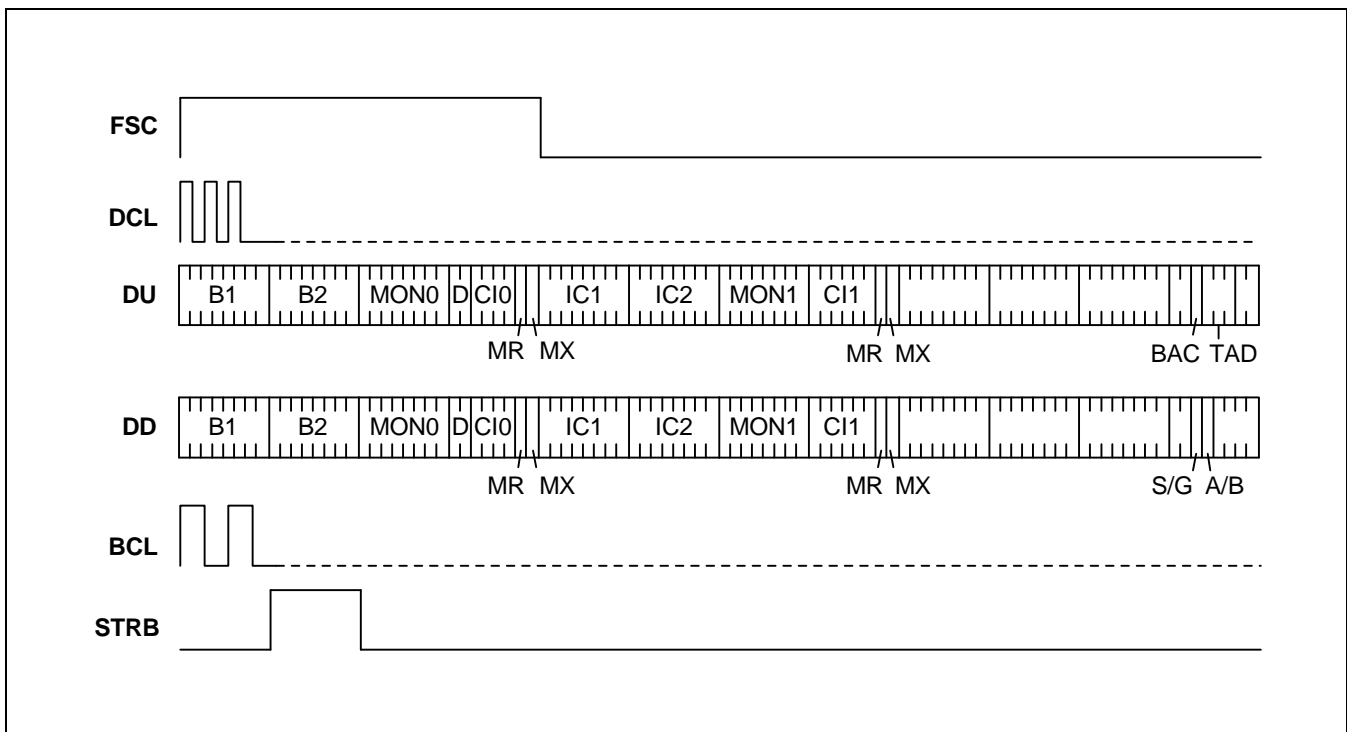 FSC
DCL
DU B1 B2 MON0 D CI0 IC1 IC2 MON1 CI1
MR MX MR MX BAC TAD
DD B1 B2 MON0 D CI0 IC1 IC2 MON1 CI1
MR MX MR MX S/G A/B
BCL
STRB